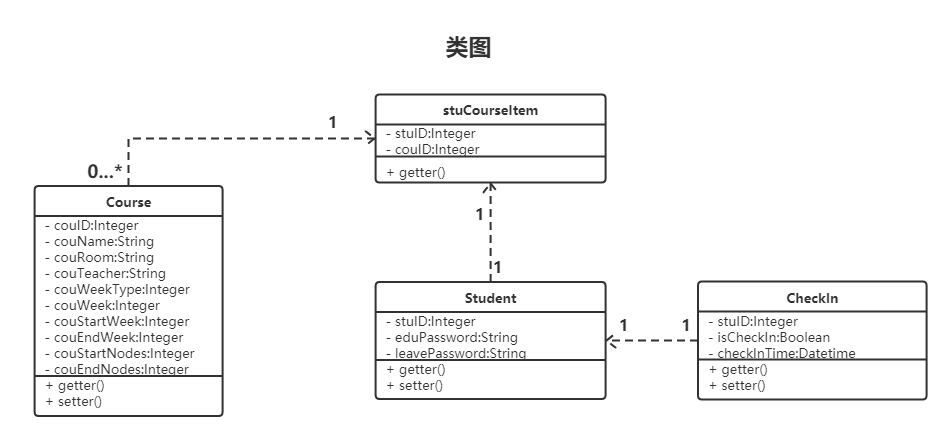 类图
stuCourseItem
- stuID:Integer
- couID:Integer
+ getter()
1
0...*
Course
- couID:Integer
- couName:String
- couRoom:String
- couTeacher:String
- couWeekType:Integer
- couWeek:Integer
- couStartWeek:Integer
- couEndWeek:Integer
- couStartNodes:Integer
- couEndNodes:Integer
+ getter()
+ setter()
1
1
Student
- stuID:Integer
- eduPassword:String
- leavePassword:String
+ getter()
+ setter()
1
1
CheckIn
- stuID:Integer
- isCheckIn:Boolean
- checkInTime:Datetime
+ getter()
+ setter()